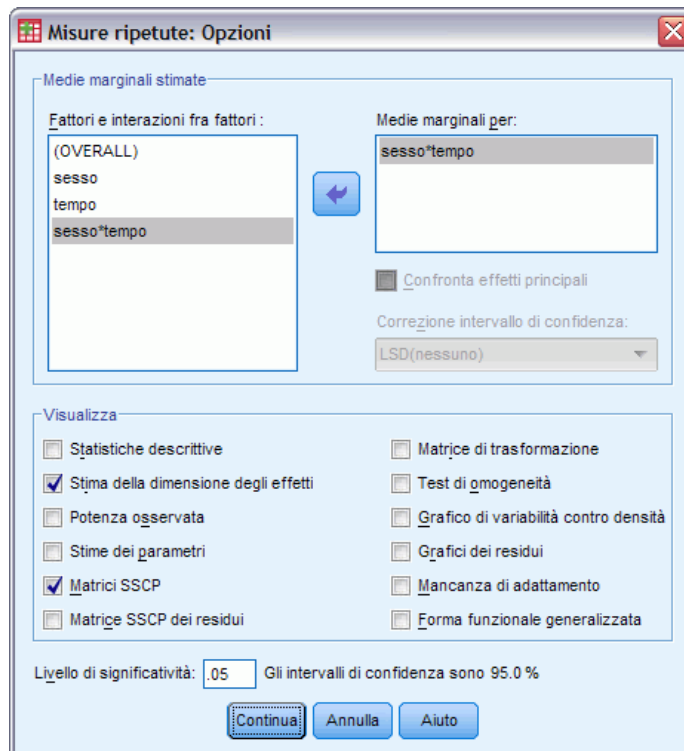 Misure ripetute: Opzioni
Medie marginali stimate
Fattori e interazioni fra fattori :
(OVERALL)
sesso
tempo
sesso*tempo
Medie marginali per:
sesso*tempo
Confronta effetti principali
Correzione intervallo di confidenza:
LSD(nessuno)
Visualizza
Statistiche descrittive
Stima della dimensione degli effetti
Potenza osservata
Stime dei parametri
Matrici SSCP
Matrice SSCP dei residui
Matrice di trasformazione
Test di omogeneità
Grafico di variabilità contro densità
Grafici dei residui
Mancanza di adattamento
Forma funzionale generalizzata
Livello di significatività: .05 Gli intervalli di confidenza sono 95.0 %
Continua Annulla Aiuto